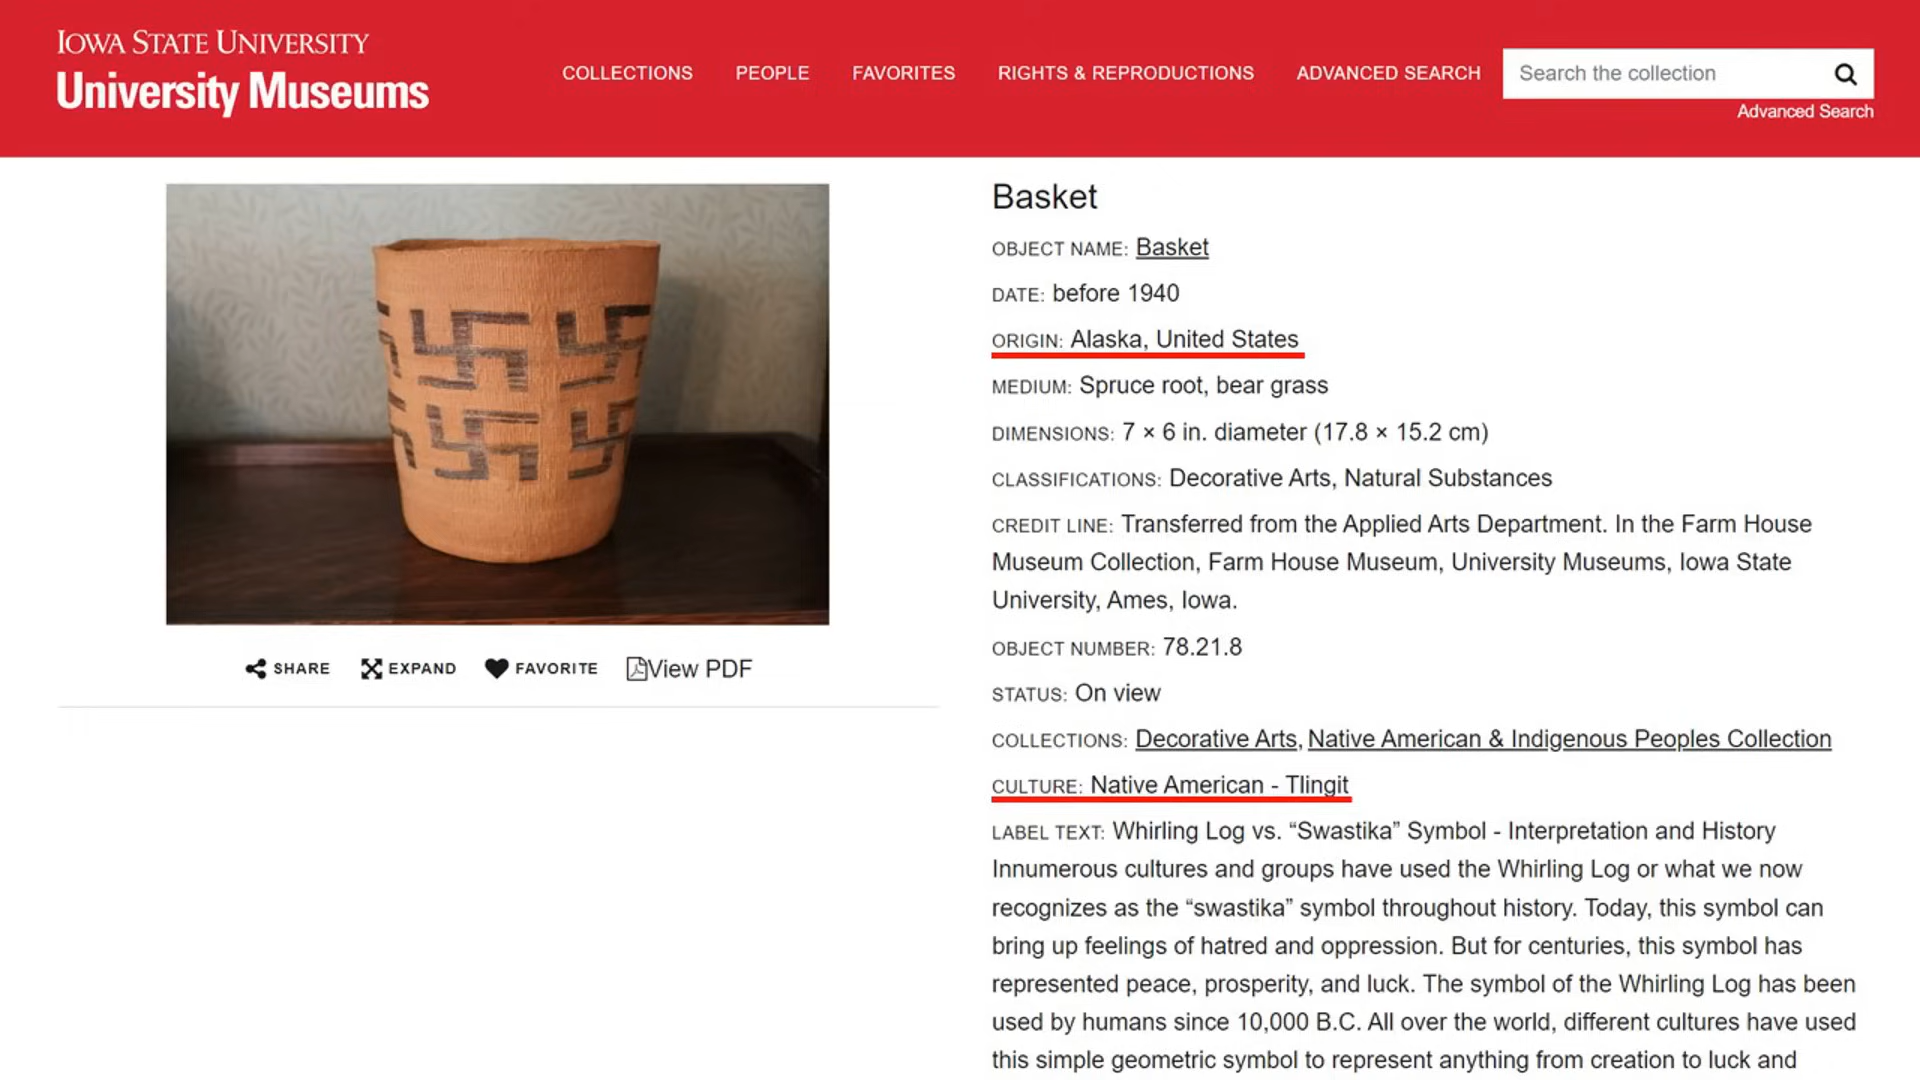 IOWA STATE UNIVERSITY
University Museums
COLLECTIONS PEOPLE FAVORITES RIGHTS & REPRODUCTIONS ADVANCED SEARCH Search the collection
Advanced Search
Basket
OBJECT NAME: Basket
DATE: before 1940
ORIGIN: Alaska, United States
MEDIUM: Spruce root, bear grass
DIMENSIONS: 7 × 6 in. diameter (17.8 × 15.2 cm)
CLASSIFICATIONS: Decorative Arts, Natural Substances
CREDIT LINE: Transferred from the Applied Arts Department. In the Farm House
Museum Collection, Farm House Museum, University Museums, Iowa State
University, Ames, Iowa.
OBJECT NUMBER: 78.21.8
STATUS: On view
COLLECTIONS: Decorative Arts, Native American & Indigenous Peoples Collection
CULTURE: Native American - Tlingit
LABEL TEXT: Whirling Log vs. “Swastika” Symbol - Interpretation and History
Innumerous cultures and groups have used the Whirling Log or what we now
recognizes as the “swastika” symbol throughout history. Today, this symbol can
bring up feelings of hatred and oppression. But for centuries, this symbol has
represented peace, prosperity, and luck. The symbol of the Whirling Log has been
used by humans since 10,000 B.C. All over the world, different cultures have used
this simple geometric symbol to represent anything from creation to luck and
SHARE EXPAND FAVORITE View PDF